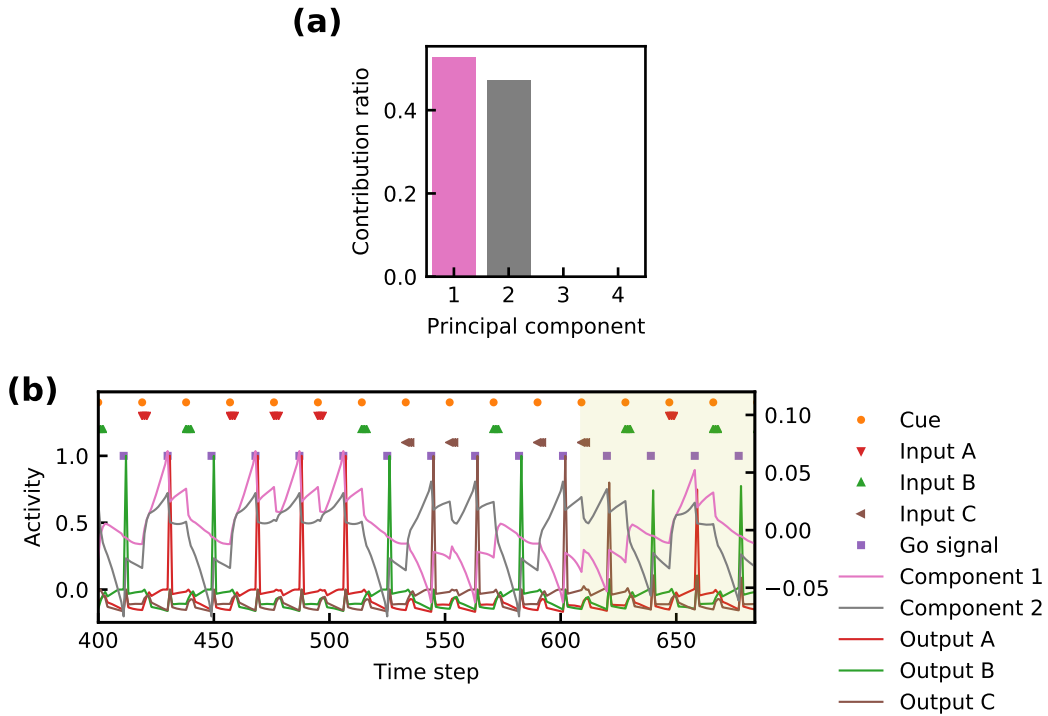 (a)
Contribution ratio
0.4
0.2
0.0
1 2 3 4
Principal component
(b)
Activity
1.0
0.5
0.0
0.10
0.05
0.00
−0.05
400 450 500 550 600 650
Time step
Cue
Input A
Input B
Input C
Go signal
Component 1
Component 2
Output A
Output B
Output C